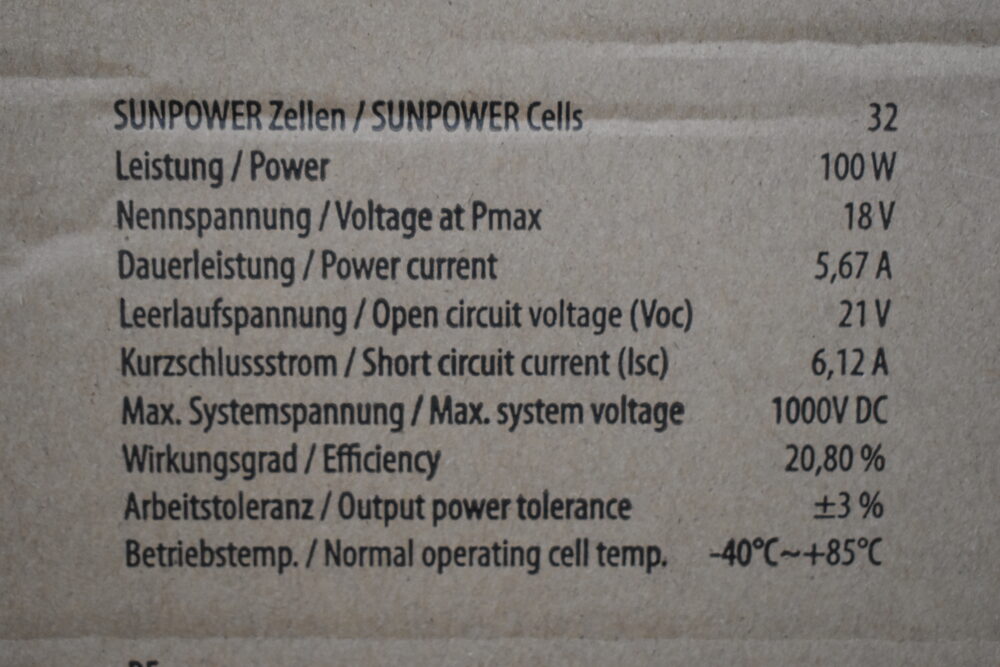 SUNPOWER Zellen / SUNPOWER Cells 32
Leistung / Power 100 W
Nennspannung / Voltage at Pmax 18 V
Dauerleistung / Power current 5,67 A
Leerlaufspannung / Open circuit voltage (Voc) 21 V
Kurzschlussstrom / Short circuit current (Isc) 6,12 A
Max. Systemspannung / Max. system voltage 1000V DC
Wirkungsgrad / Efficiency 20,80 %
Arbeitstoleranz / Output power tolerance ±3 %
Betriebstemp. / Normal operating cell temp. -40°C~+85°C